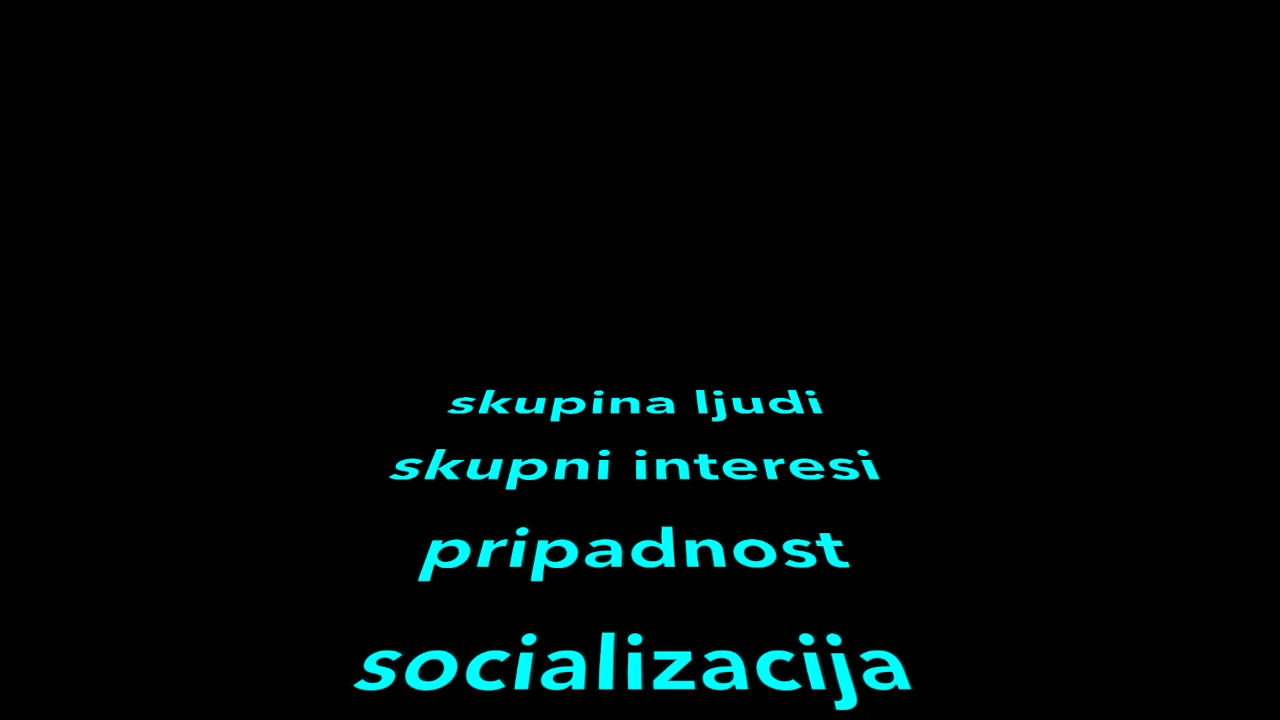 skupina ljudi
skupni interesi
pripadnost
socializacija